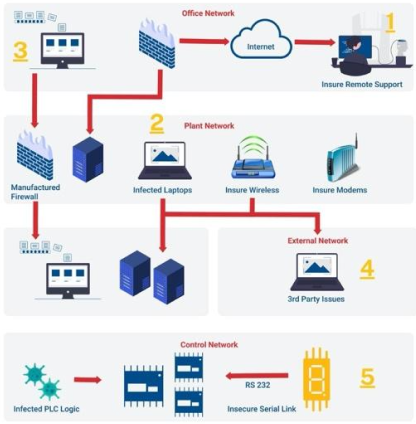 Office Network
1
3
Internet
Insure Remote Support
2
Plant Network
Manufactured
Firewall
Infected Laptops
Insure Wireless
Insure Modems
External Network
4
3rd Party Issues
Control Network
5
RS 232
Infected PLC Logic
Insecure Serial Link